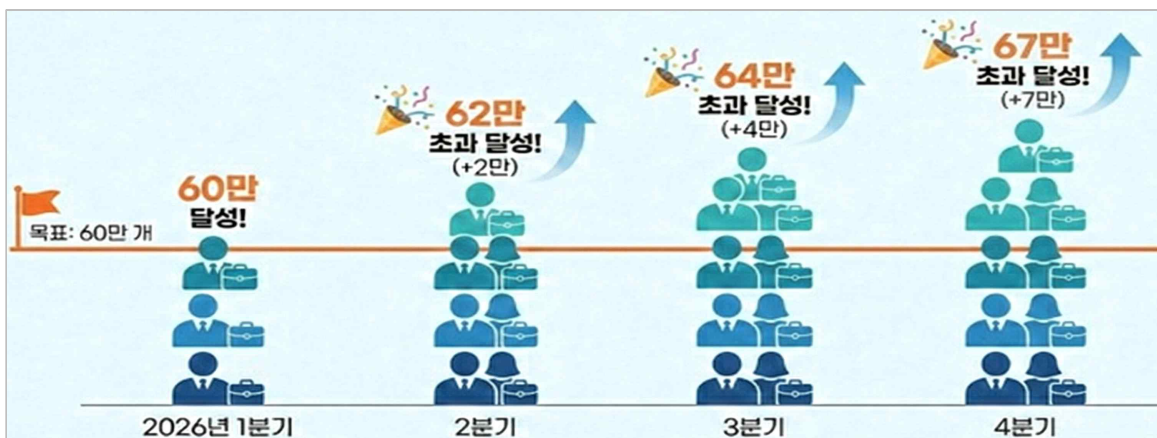 목표: 60만 개
60만
달성!
62만
초과 달성!
(+2만)
64만
초과 달성!
(+4만)
67만
초과 달성!
(+7만)
2026년 1분기
2분기
3분기
4분기